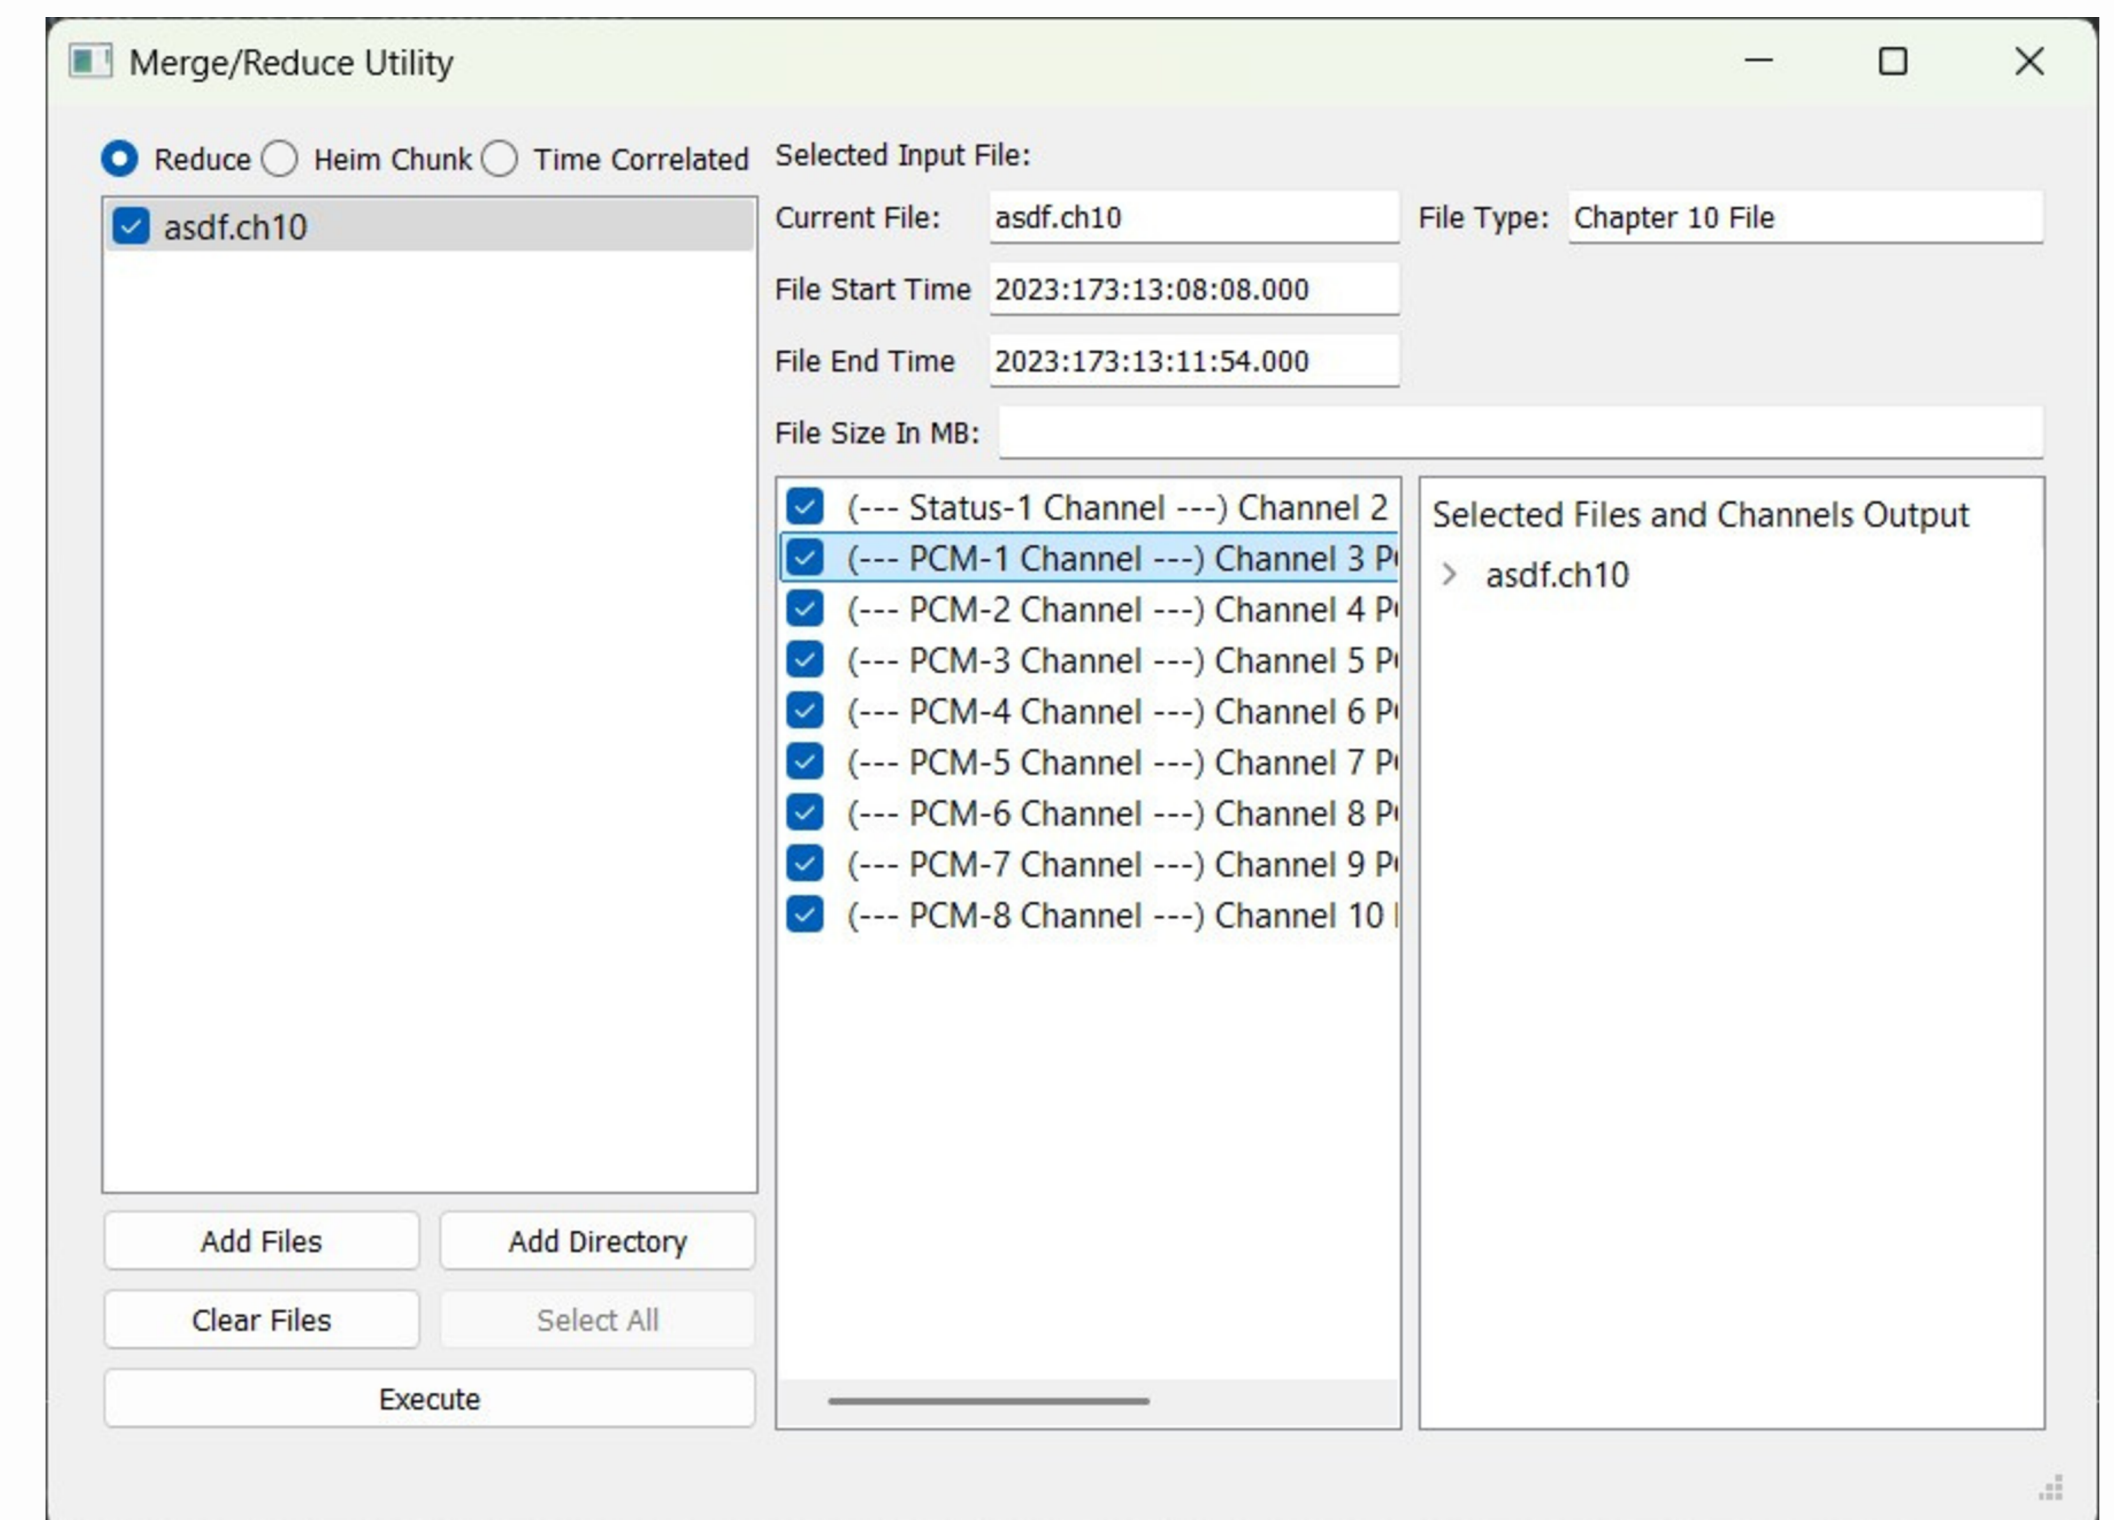 Merge/Reduce Utility
Reduce Heim Chunk Time Correlated
asdf.ch10
Add Files Add Directory
Clear Files Select All
Execute
Selected Input File:
Current File: asdf.ch10 File Type: Chapter 10 File
File Start Time 2023:173:13:08:08.000
File End Time 2023:173:13:11:54.000
File Size In MB:
(--- Status-1 Channel ---) Channel 2
(--- PCM-1 Channel ---) Channel 3
(--- PCM-2 Channel ---) Channel 4
(--- PCM-3 Channel ---) Channel 5
(--- PCM-4 Channel ---) Channel 6
(--- PCM-5 Channel ---) Channel 7
(--- PCM-6 Channel ---) Channel 8
(--- PCM-7 Channel ---) Channel 9
(--- PCM-8 Channel ---) Channel 10
Selected Files and Channels Output
asdf.ch10